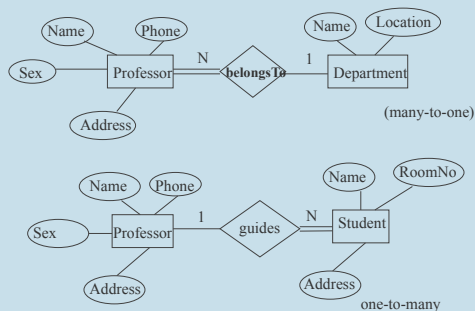 Name
Phone
Name
Location
Sex
Professor
N
belongsTo
1
Department
Address
(many-to-one)
Name
Phone
Name
RoomNo
Sex
Professor
1
guides
N
Student
Address
Address
one-to-many